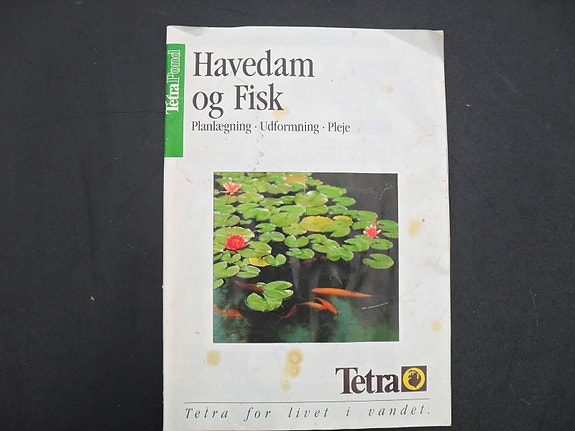 TetraPond
Havedam
og Fisk
Planlægning · Udformning · Pleje
Tetra
Tetra for livet i vandet.